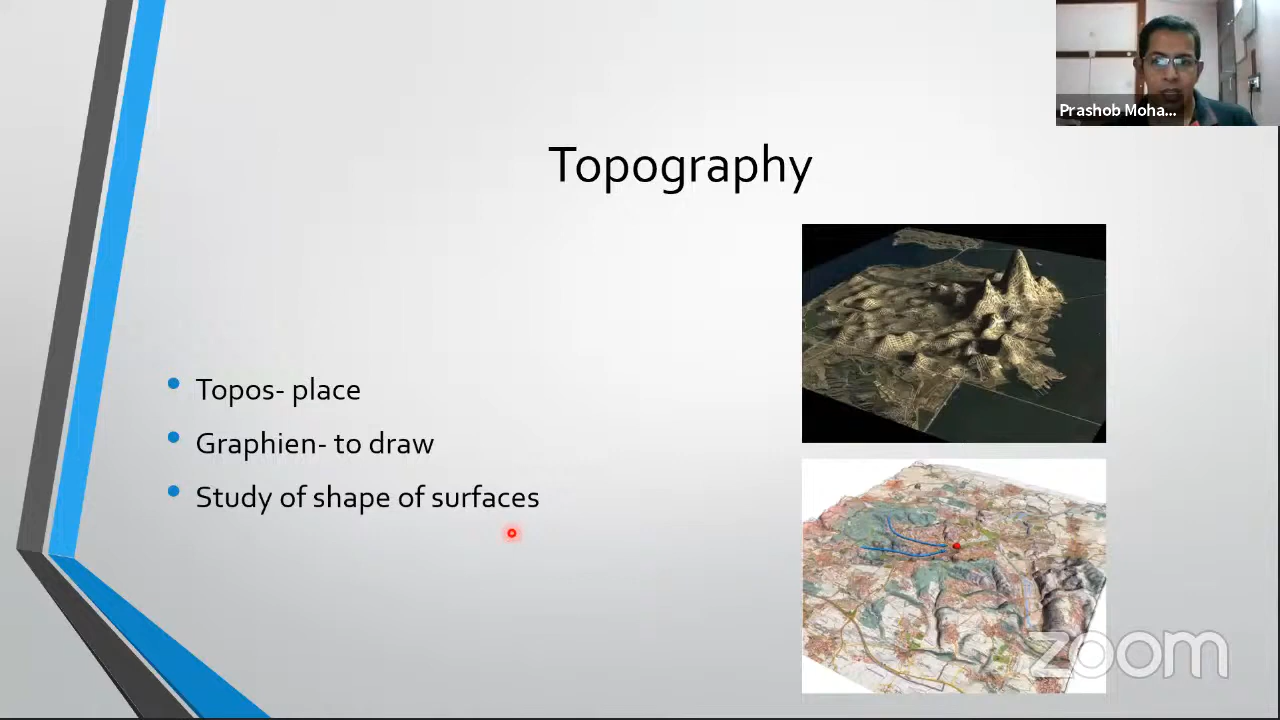 Prashob Moha...
Topography
Topos- place
Graphien- to draw
Study of shape of surfaces
zoom